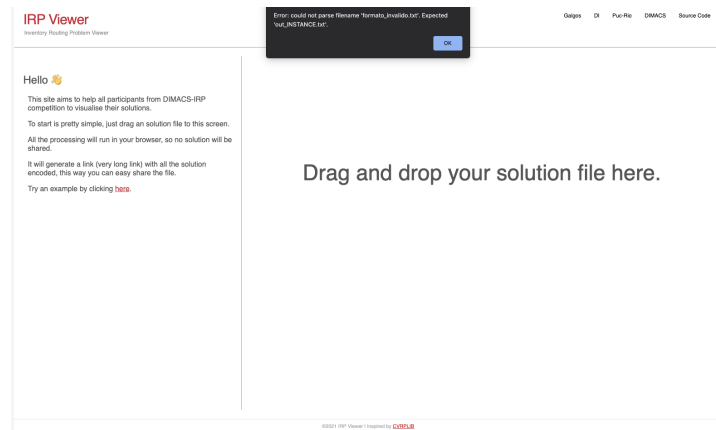 IRP Viewer
Inventory Routing Problem Viewer
Error: could not parse filename 'formato_invalido.txt'. Expected
'out_INSTANCE.txt'.
OK
Galgos DI Puc-Rio DIMACS Source Code
Hello 👋
This site aims to help all participants from DIMACS-IRP
competition to visualise their solutions.
To start is pretty simple, just drag an solution file to this screen.
All the processing will run in your browser, so no solution will be
shared.
It will generate a link (very long link) with all the solution
encoded, this way you can easy share the file.
Try an example by clicking here.
Drag and drop your solution file here.
©2021 IRP Viewer | Inspired by CVRPLIB